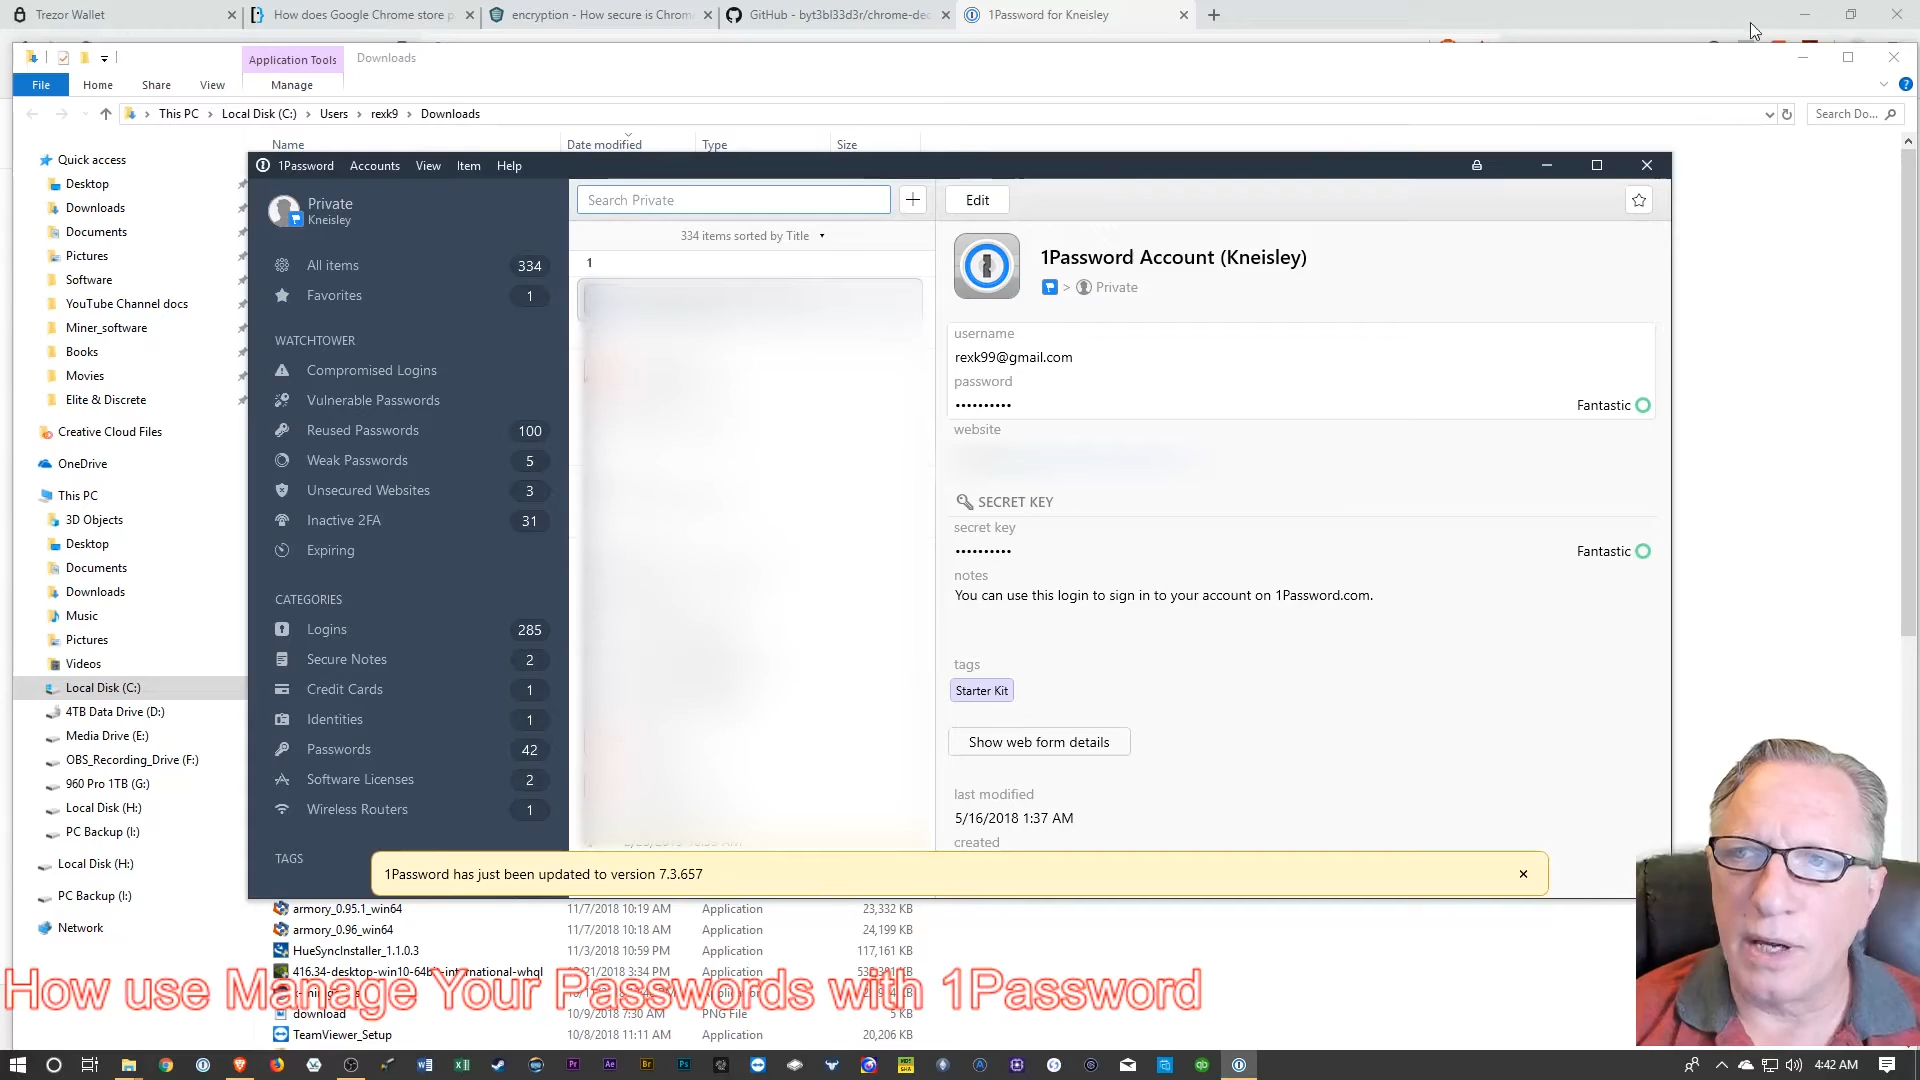 Trezor Wallet
How does Google Chrome store p
encryption - How secure is Chrom
GitHub - byt3bl33d3r/chrome-dec
1Password for Kneisley
Application Tools
Downloads
File
Home
Share
View
Manage
This PC > Local Disk (C:) > Users > rexk9 > Downloads
Search Do...
Name
Date modified
Type
Size
Quick access
Desktop
Downloads
Documents
Pictures
Software
YouTube Channel docs
Miner_software
Books
Movies
Elite & Discrete
Creative Cloud Files
OneDrive
This PC
3D Objects
Desktop
Documents
Downloads
Music
Pictures
Videos
Local Disk (C:)
4TB Data Drive (D:)
Media Drive (E:)
OBS_Recording_Drive (F:)
960 Pro 1TB (G:)
Local Disk (H:)
PC Backup (I:)
Local Disk (H:)
PC Backup (I:)
Network
1Password Accounts View Item Help
Private
Kneisley
All items 334
Favorites 1
WATCHTOWER
Compromised Logins
Vulnerable Passwords
Reused Passwords 100
Weak Passwords 5
Unsecured Websites 3
Inactive 2FA 31
Expiring
CATEGORIES
Logins 285
Secure Notes 2
Credit Cards 1
Identities 1
Passwords 42
Software Licenses 2
Wireless Routers 1
TAGS
Search Private
334 items sorted by Title
1
Edit
1Password Account (Kneisley)
> Private
username
rexk99@gmail.com
password
•••••••••• Fantastic
website
SECRET KEY
secret key
•••••••••• Fantastic
notes
You can use this login to sign in to your account on 1Password.com.
tags
Starter Kit
Show web form details
last modified
5/16/2018 1:37 AM
created
1Password has just been updated to version 7.3.657
armory_0.95.1_win64 11/7/2018 10:19 AM Application 23,332 KB
armory_0.96_win64 11/7/2018 10:18 AM Application 24,199 KB
HueSyncInstaller_1.1.0.3 11/3/2018 10:59 PM Application 117,161 KB
416.34-desktop-win10-64bit-international-whql 10/21/2018 3:34 PM Application
How use Manage Your Passwords with 1Password
download 10/9/2018 7:30 AM PNG File 5 KB
TeamViewer_Setup 10/8/2018 11:11 AM Application 20,206 KB
4:42 AM